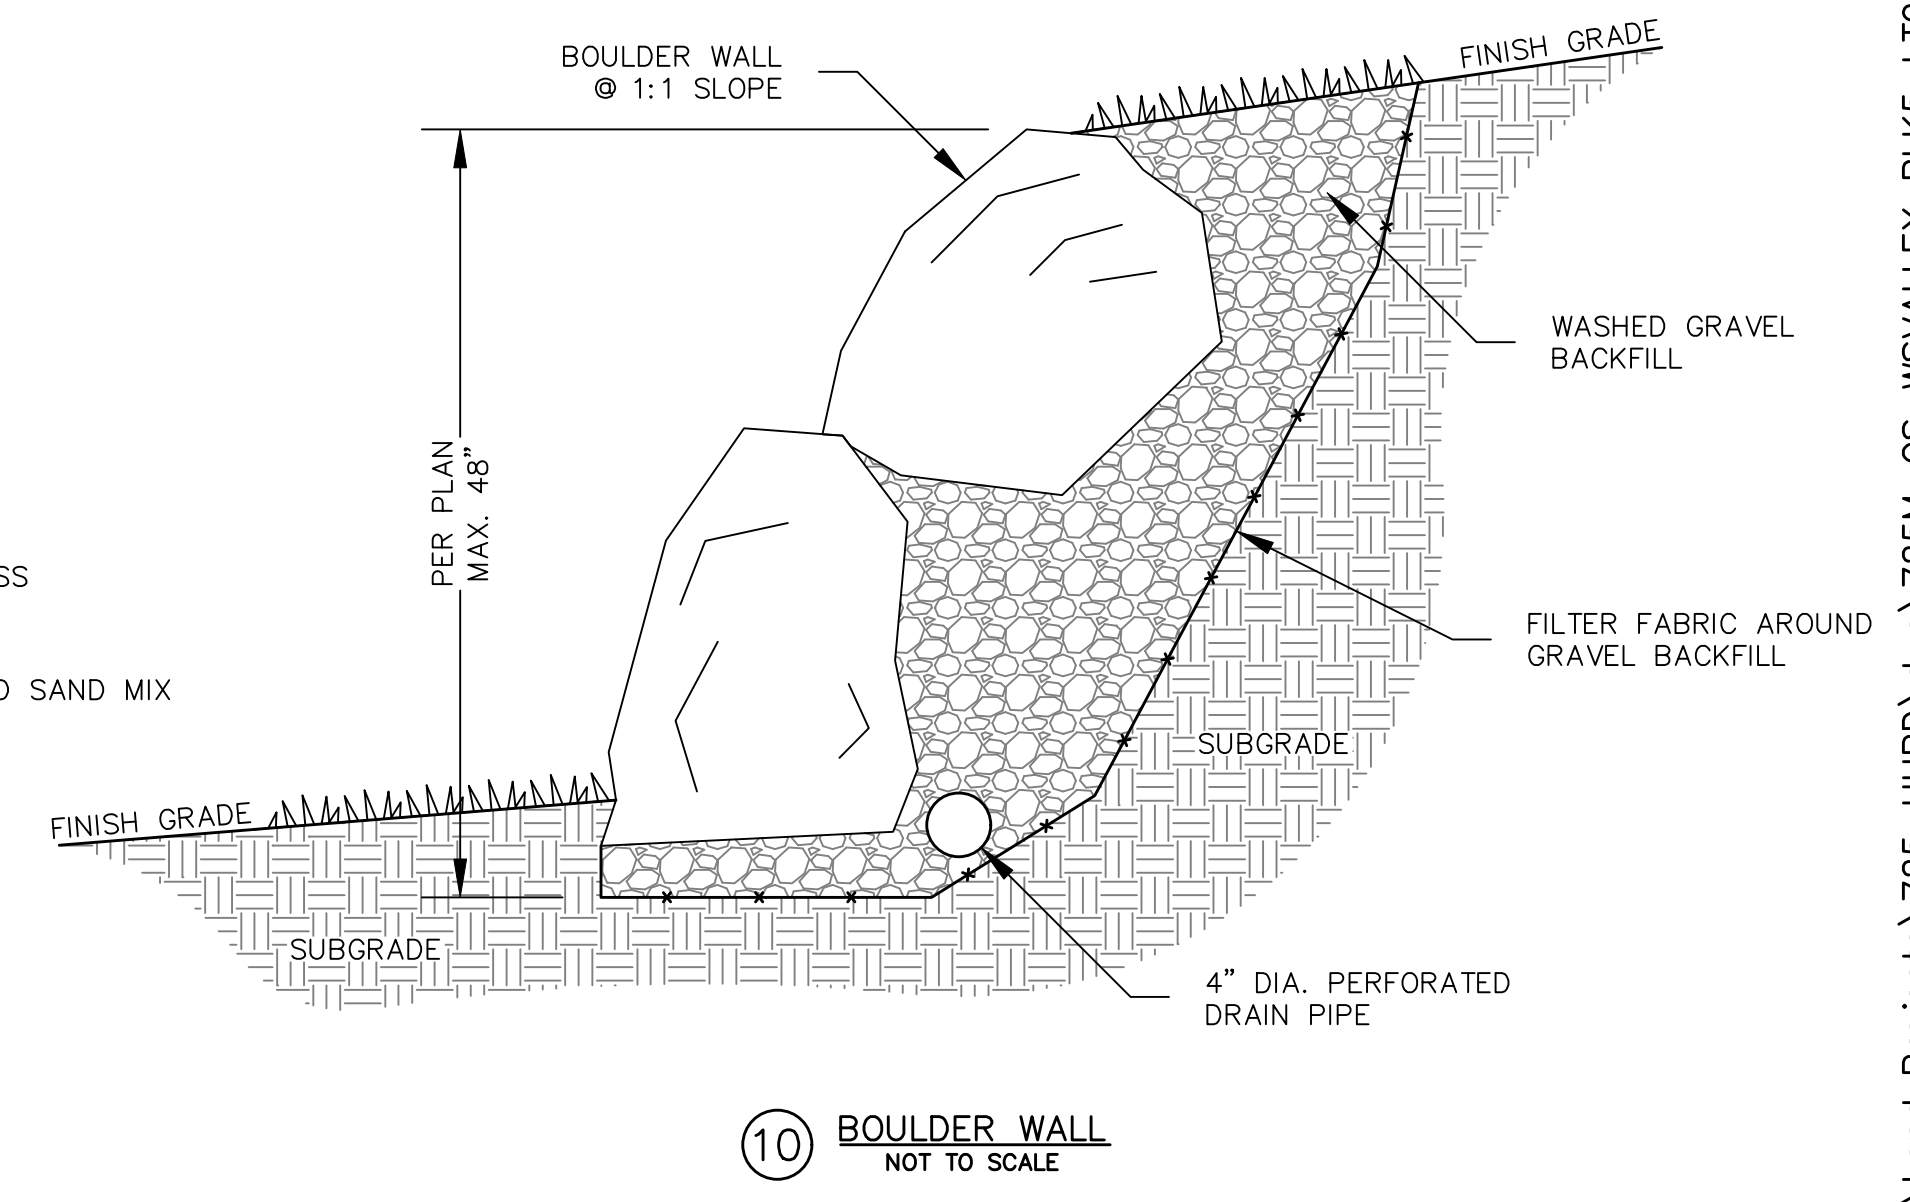 BOULDER WALL
@ 1:1 SLOPE
FINISH GRADE
WASHED GRAVEL
BACKFILL
PER PLAN
MAX. 48"
SS
SAND MIX
FILTER FABRIC AROUND
GRAVEL BACKFILL
SUBGRADE
FINISH GRADE
SUBGRADE
4" DIA. PERFORATED
DRAIN PIPE
10 BOULDER WALL
NOT TO SCALE